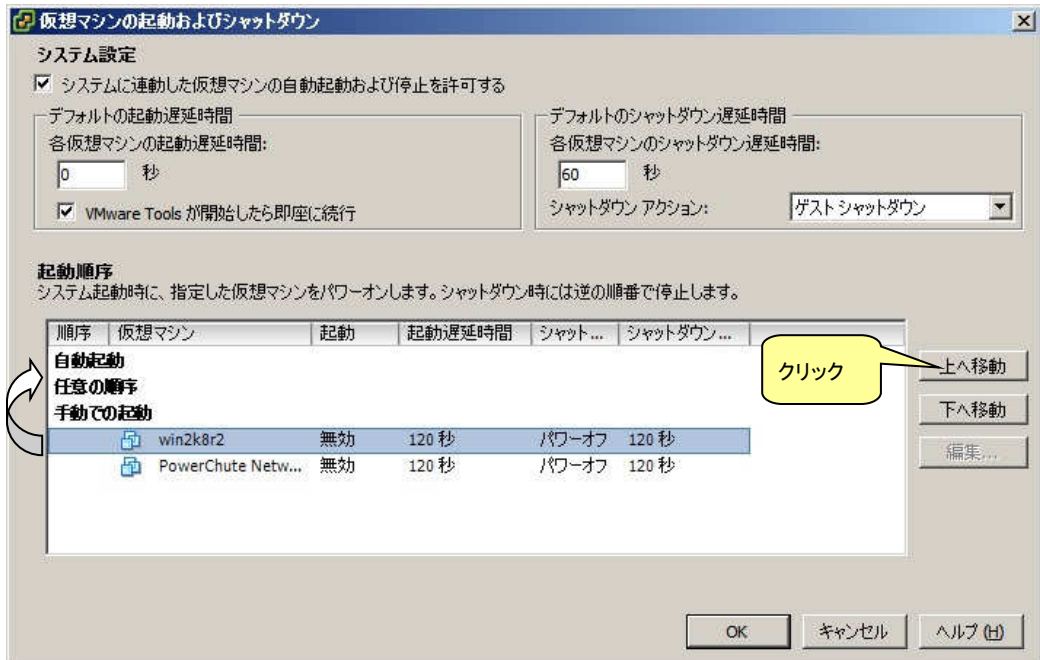 仮想マシンの起動およびシャットダウン
システム設定
システムに連動した仮想マシンの自動起動および停止を許可する
デフォルトの起動遅延時間
各仮想マシンの起動遅延時間:
0 秒
VMware Tools が開始したら即座に続行
デフォルトのシャットダウン遅延時間
各仮想マシンのシャットダウン遅延時間:
60 秒
シャットダウン アクション: ゲスト シャットダウン
起動順序
システム起動時に、指定した仮想マシンをパワーオンします。シャットダウン時には逆の順番で停止します。
順序 仮想マシン 起動 起動遅延時間 シャット... シャットダウン...
自動起動
任意の順序
手動での起動
win2k8r2 無効 120 秒 パワーオフ 120 秒
PowerChute Netw... 無効 120 秒 パワーオフ 120 秒
クリック
上へ移動
下へ移動
編集...
OK キャンセル ヘルプ (H)